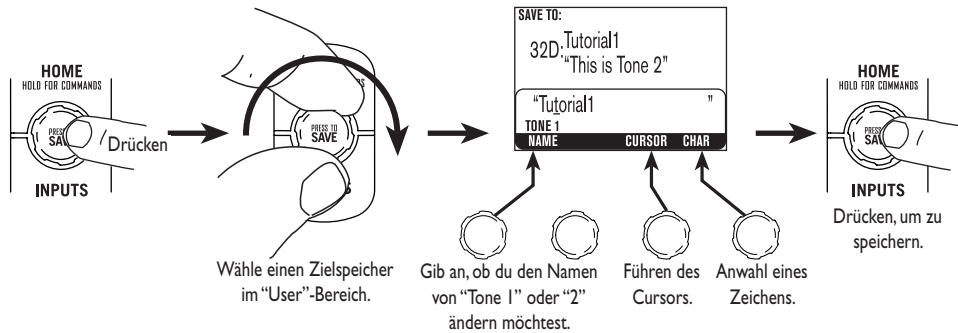 HOME
HOLD FOR COMMANDS
PRESS
SA
Drücken
INPUTS
PRESS TO
SAVE
Wähle einen Zielspeicher
im “User”-Bereich.
SAVE TO:
32D: Tutorial1
“This is Tone 2”
“Tutorial1 ”
TONE 1
NAME CURSOR CHAR
Gib an, ob du den Namen
von “Tone 1” oder “2”
ändern möchtest.
Führen des
Cursors.
Anwahl eines
Zeichens.
HOME
HOLD FOR COMMANDS
PRESS
SA
INPUTS
Drücken, um zu
speichern.